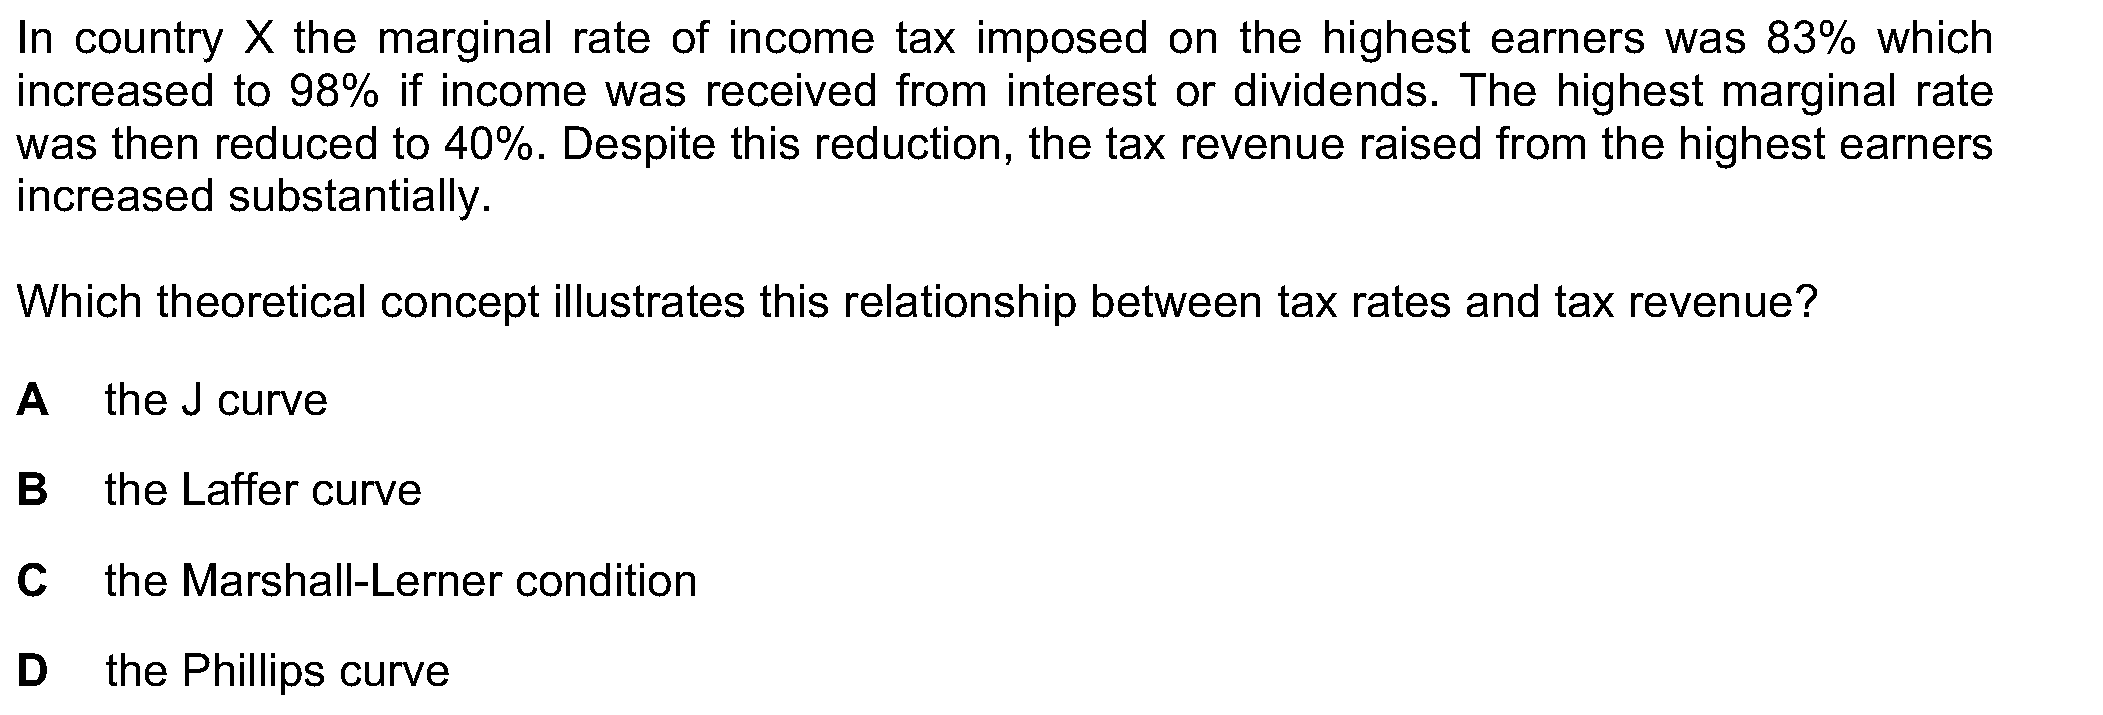 In country X the marginal rate of income tax imposed on the highest earners was 83% which
increased to 98% if income was received from interest or dividends. The highest marginal rate
was then reduced to 40%. Despite this reduction, the tax revenue raised from the highest earners
increased substantially.
Which theoretical concept illustrates this relationship between tax rates and tax revenue?
A the J curve
B the Laffer curve
C the Marshall-Lerner condition
D the Phillips curve